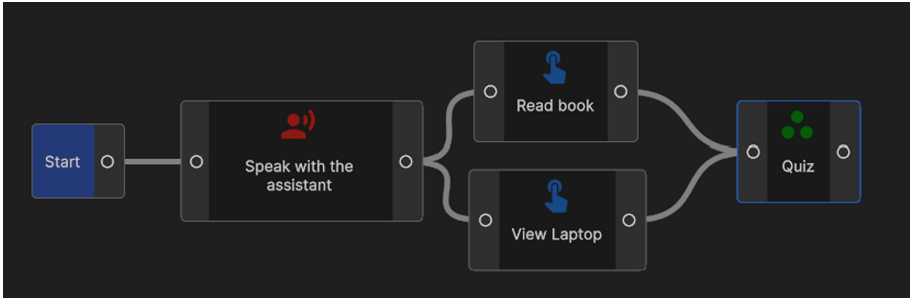 Start
Speak with the
assistant
Read book
View Laptop
Quiz